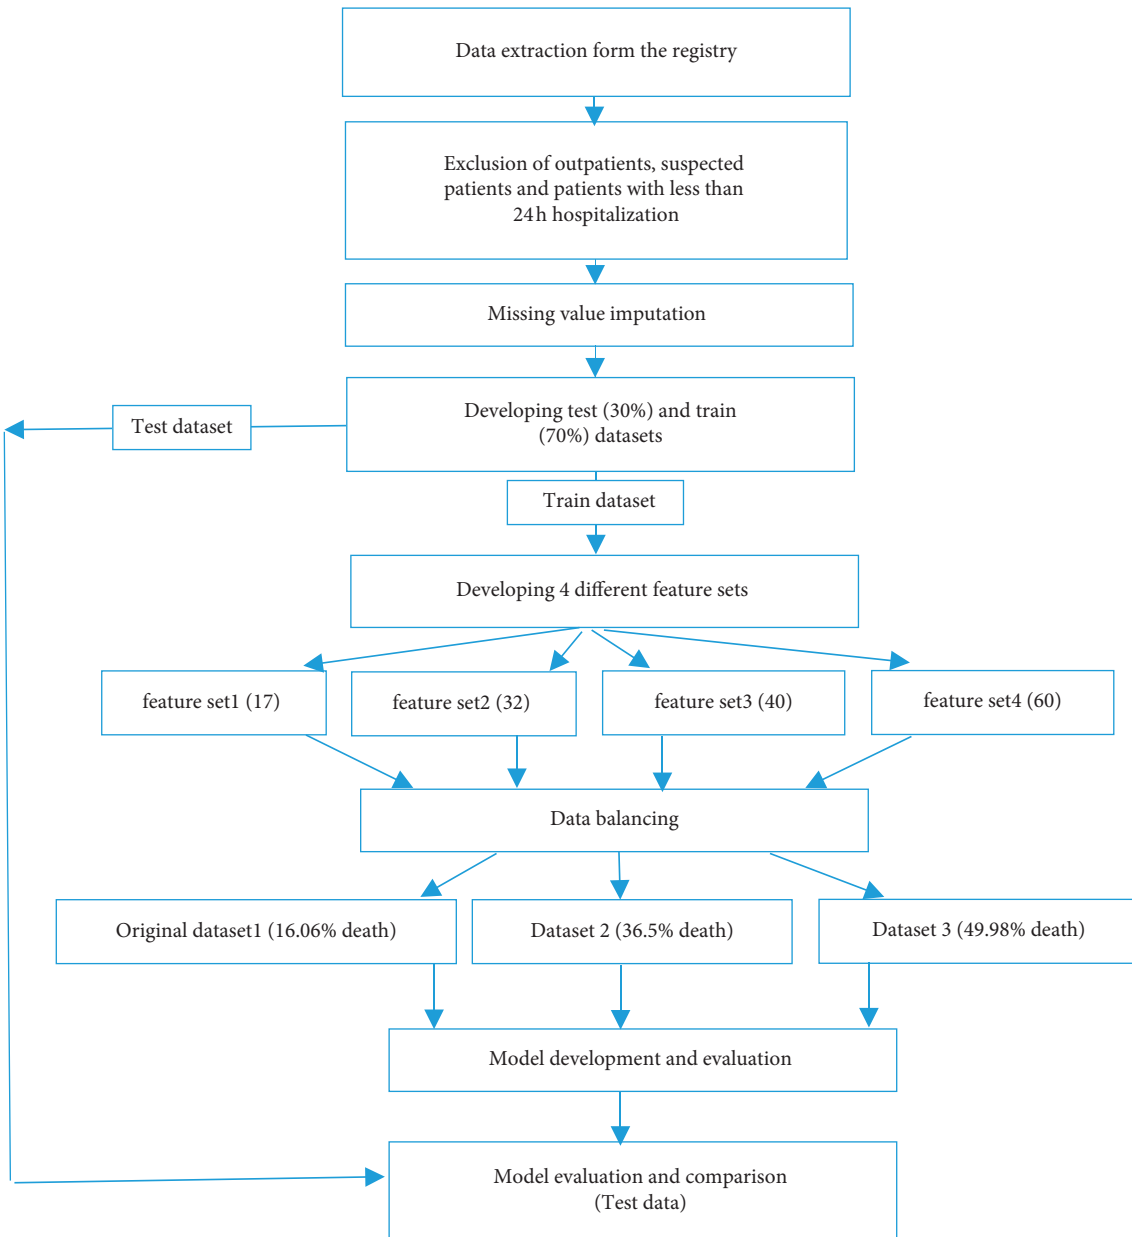 Data extraction form the registry
Exclusion of outpatients, suspected
patients and patients with less than
24 h hospitalization
Missing value imputation
Developing test (30%) and train
(70%) datasets
Test dataset
Train dataset
Developing 4 different feature sets
feature set1 (17)
feature set2 (32)
feature set3 (40)
feature set4 (60)
Data balancing
Original dataset1 (16.06% death)
Dataset 2 (36.5% death)
Dataset 3 (49.98% death)
Model development and evaluation
Model evaluation and comparison
(Test data)